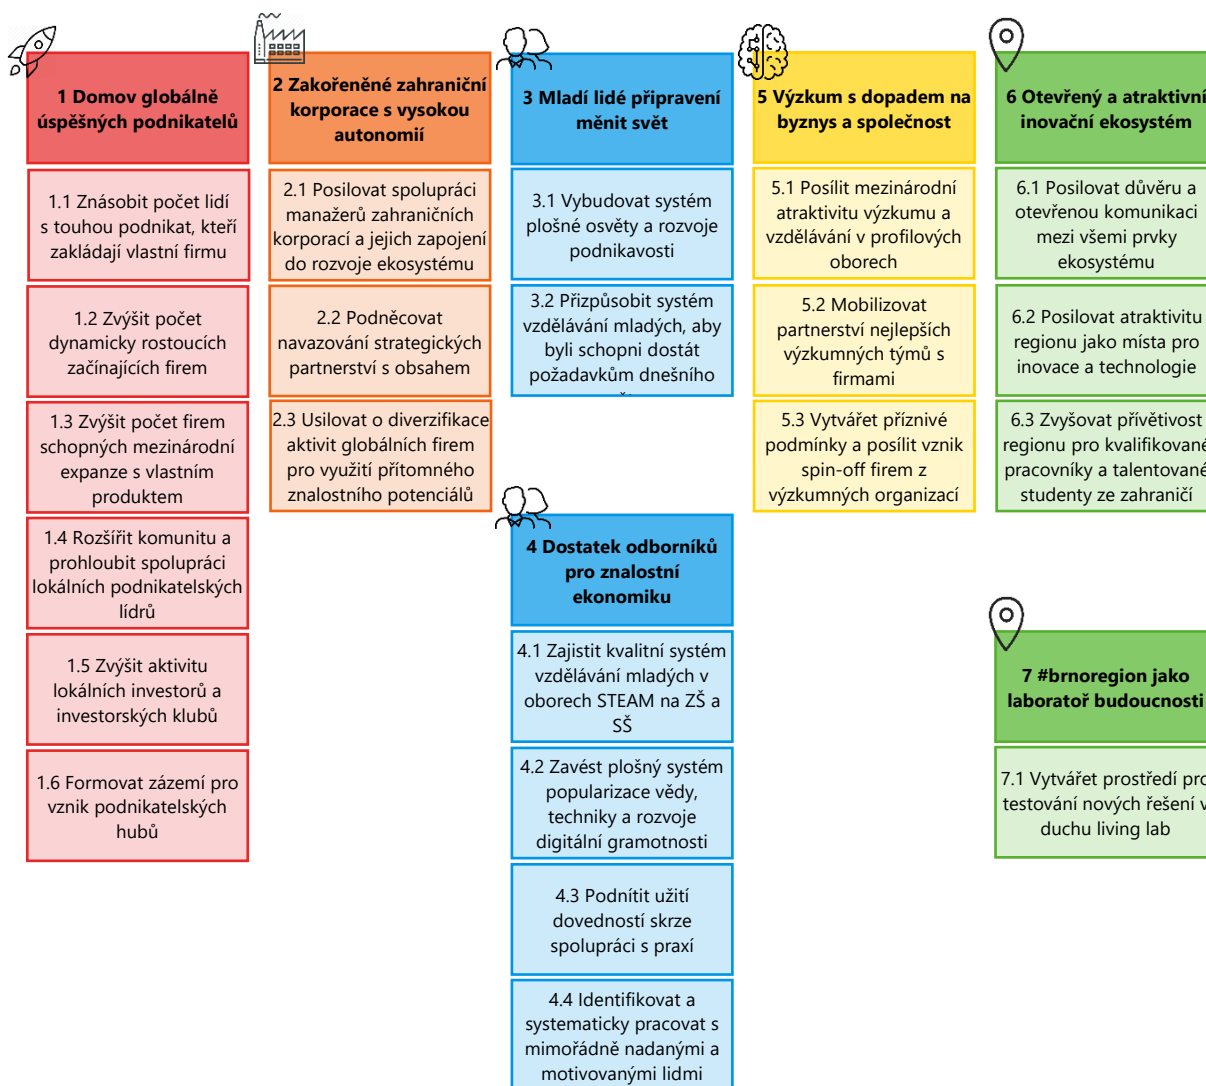 1 Domov globálně
úspěšných podnikatelů
1.1 Znásobit počet lidí
s touhou podnikat, kteří
zakládají vlastní firmu
1.2 Zvýšit počet
dynamicky rostoucích
začínajících firem
1.3 Zvýšit počet firem
schopných mezinárodní
expanze s vlastním
produktem
1.4 Rozšířit komunitu a
prohloubit spolupráci
lokálních podnikatelských
lídrů
1.5 Zvýšit aktivitu
lokálních investorů a
investorských klubů
1.6 Formovat zázemí pro
vznik podnikatelských
hubů
2 Zakořeněné zahraniční
korporace s vysokou
autonomií
2.1 Posilovat spolupráci
manažerů zahraničních
korporací a jejich zapojení
do rozvoje ekosystému
2.2 Podněcovat
navazování strategických
partnerství s obsahem
2.3 Usilovat o diverzifikace
aktivit globálních firem
pro využití přítomného
znalostního potenciálů
3 Mladí lidé připravení
měnit svět
3.1 Vybudovat systém
plošné osvěty a rozvoje
podnikavosti
3.2 Přizpůsobit systém
vzdělávání mladých, aby
byli schopni dostát
požadavkům dnešního
4 Dostatek odborníků
pro znalostní
ekonomiku
4.1 Zajistit kvalitní systém
vzdělávání mladých v
oborech STEAM na ZŠ a
SŠ
4.2 Zavést plošný systém
popularizace vědy,
techniky a rozvoje
digitální gramotnosti
4.3 Podnítit užití
dovedností skrze
spolupráci s praxí
4.4 Identifikovat a
systematicky pracovat s
mimořádně nadanými a
motivovanými lidmi
5 Výzkum s dopadem na
byznys a společnost
5.1 Posílit mezinárodní
atraktivitu výzkumu a
vzdělávání v profilových
oborech
5.2 Mobilizovat
partnerství nejlepších
výzkumných týmů s
firmami
5.3 Vytvářet příznivé
podmínky a posílit vznik
spin-off firem z
výzkumných organizací
6 Otevřený a atraktivní
inovační ekosystém
6.1 Posilovat důvěru a
otevřenou komunikaci
mezi všemi prvky
ekosystému
6.2 Posilovat atraktivitu
regionu jako místa pro
inovace a technologie
6.3 Zvyšovat přívětivost
regionu pro kvalifikované
pracovníky a talentované
studenty ze zahraničí
7 #brnoregion jako
laboratoř budoucnosti
7.1 Vytvářet prostředí pro
testování nových řešení v
duchu living lab